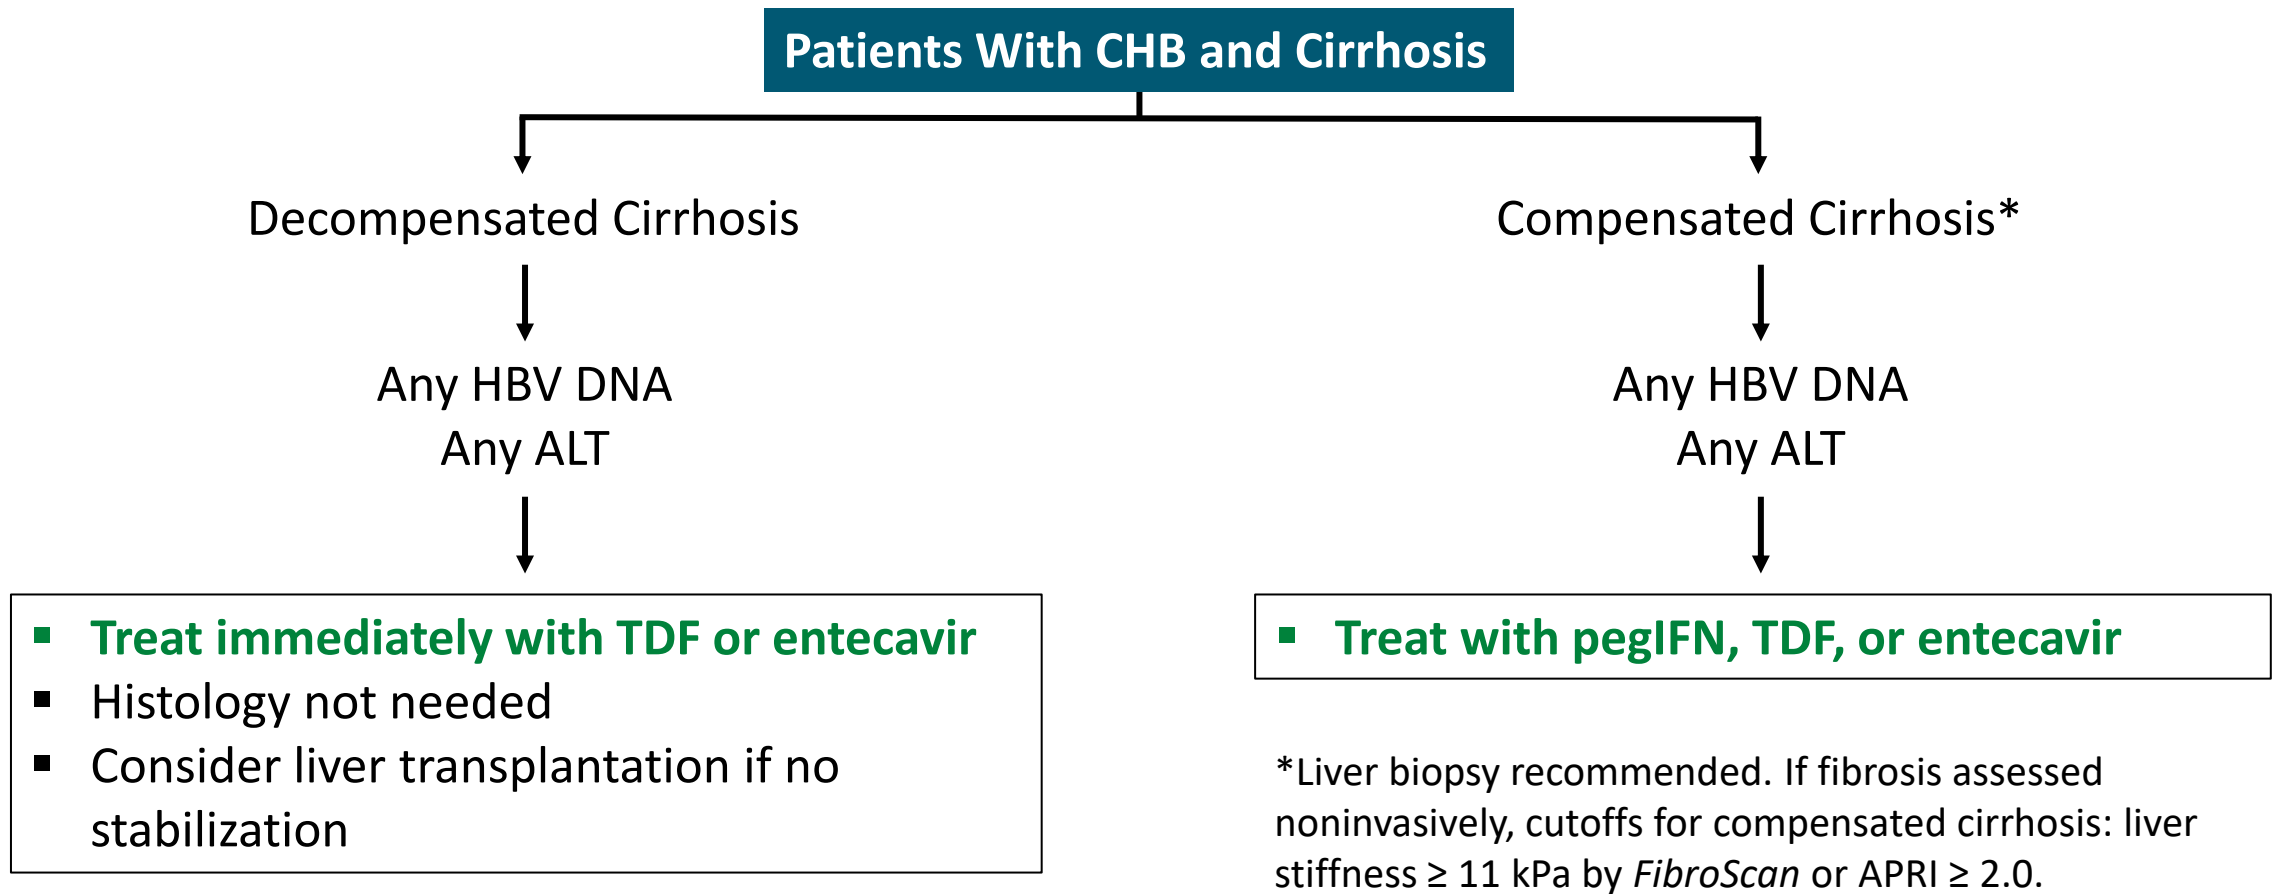 Patients With CHB and Cirrhosis
Decompensated Cirrhosis
Any HBV DNA
Any ALT
▪ Treat immediately with TDF or entecavir
▪ Histology not needed
▪ Consider liver transplantation if no
stabilization
Compensated Cirrhosis*
Any HBV DNA
Any ALT
▪ Treat with pegIFN, TDF, or entecavir
*Liver biopsy recommended. If fibrosis assessed
noninvasively, cutoffs for compensated cirrhosis: liver
stiffness ≥ 11 kPa by FibroScan or APRI ≥ 2.0.